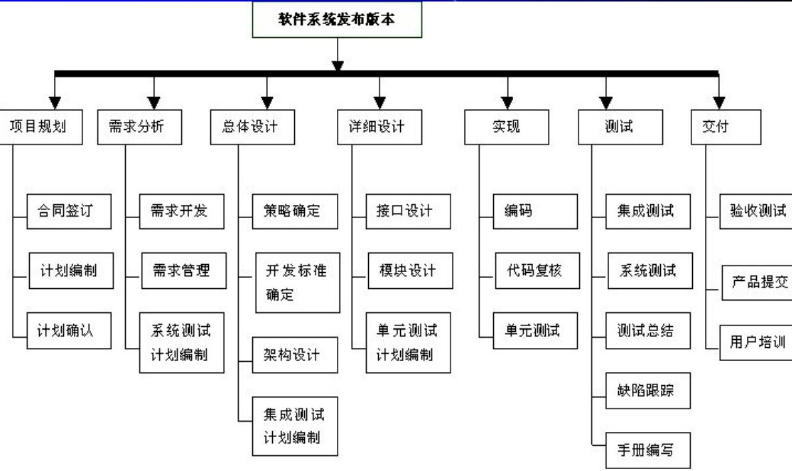 软件系统发布版本
项目规划
需求分析
总体设计
详细设计
实现
测试
交付
合同签订
需求开发
策略确定
接口设计
编码
集成测试
验收测试
计划编制
需求管理
开发标准
确定
模块设计
代码复核
系统测试
产品提交
计划确认
系统测试
计划编制
架构设计
单元测试
计划编制
单元测试
测试总结
用户培训
集成测试
计划编制
缺陷跟踪
手册编写